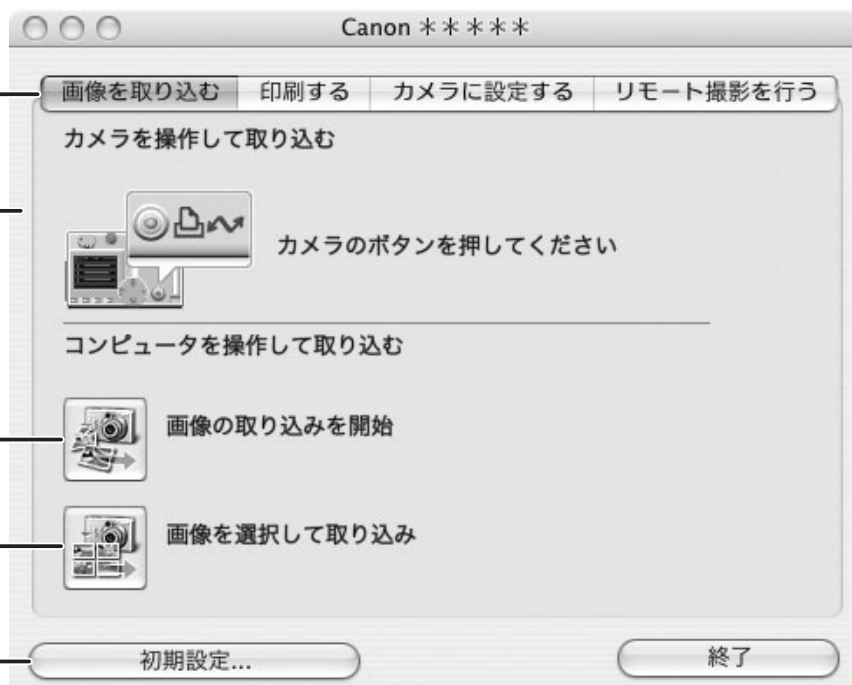 Canon ＊＊＊＊＊
画像を取り込む 印刷する カメラに設定する リモート撮影を行う
カメラを操作して取り込む
カメラのボタンを押してください
コンピュータを操作して取り込む
画像の取り込みを開始
画像を選択して取り込み
初期設定... 終了